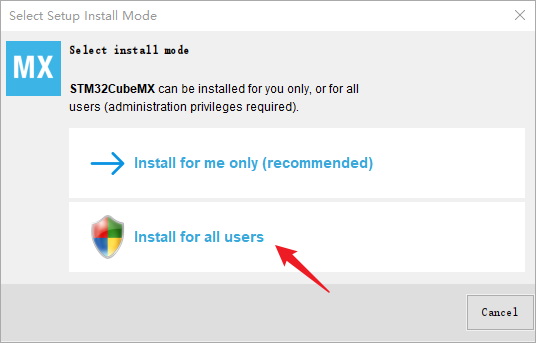 Select Setup Install Mode
MX
Select install mode
STM32CubeMX can be installed for you only, or for all
users (administration privileges required).
Install for me only (recommended)
Install for all users
Cancel